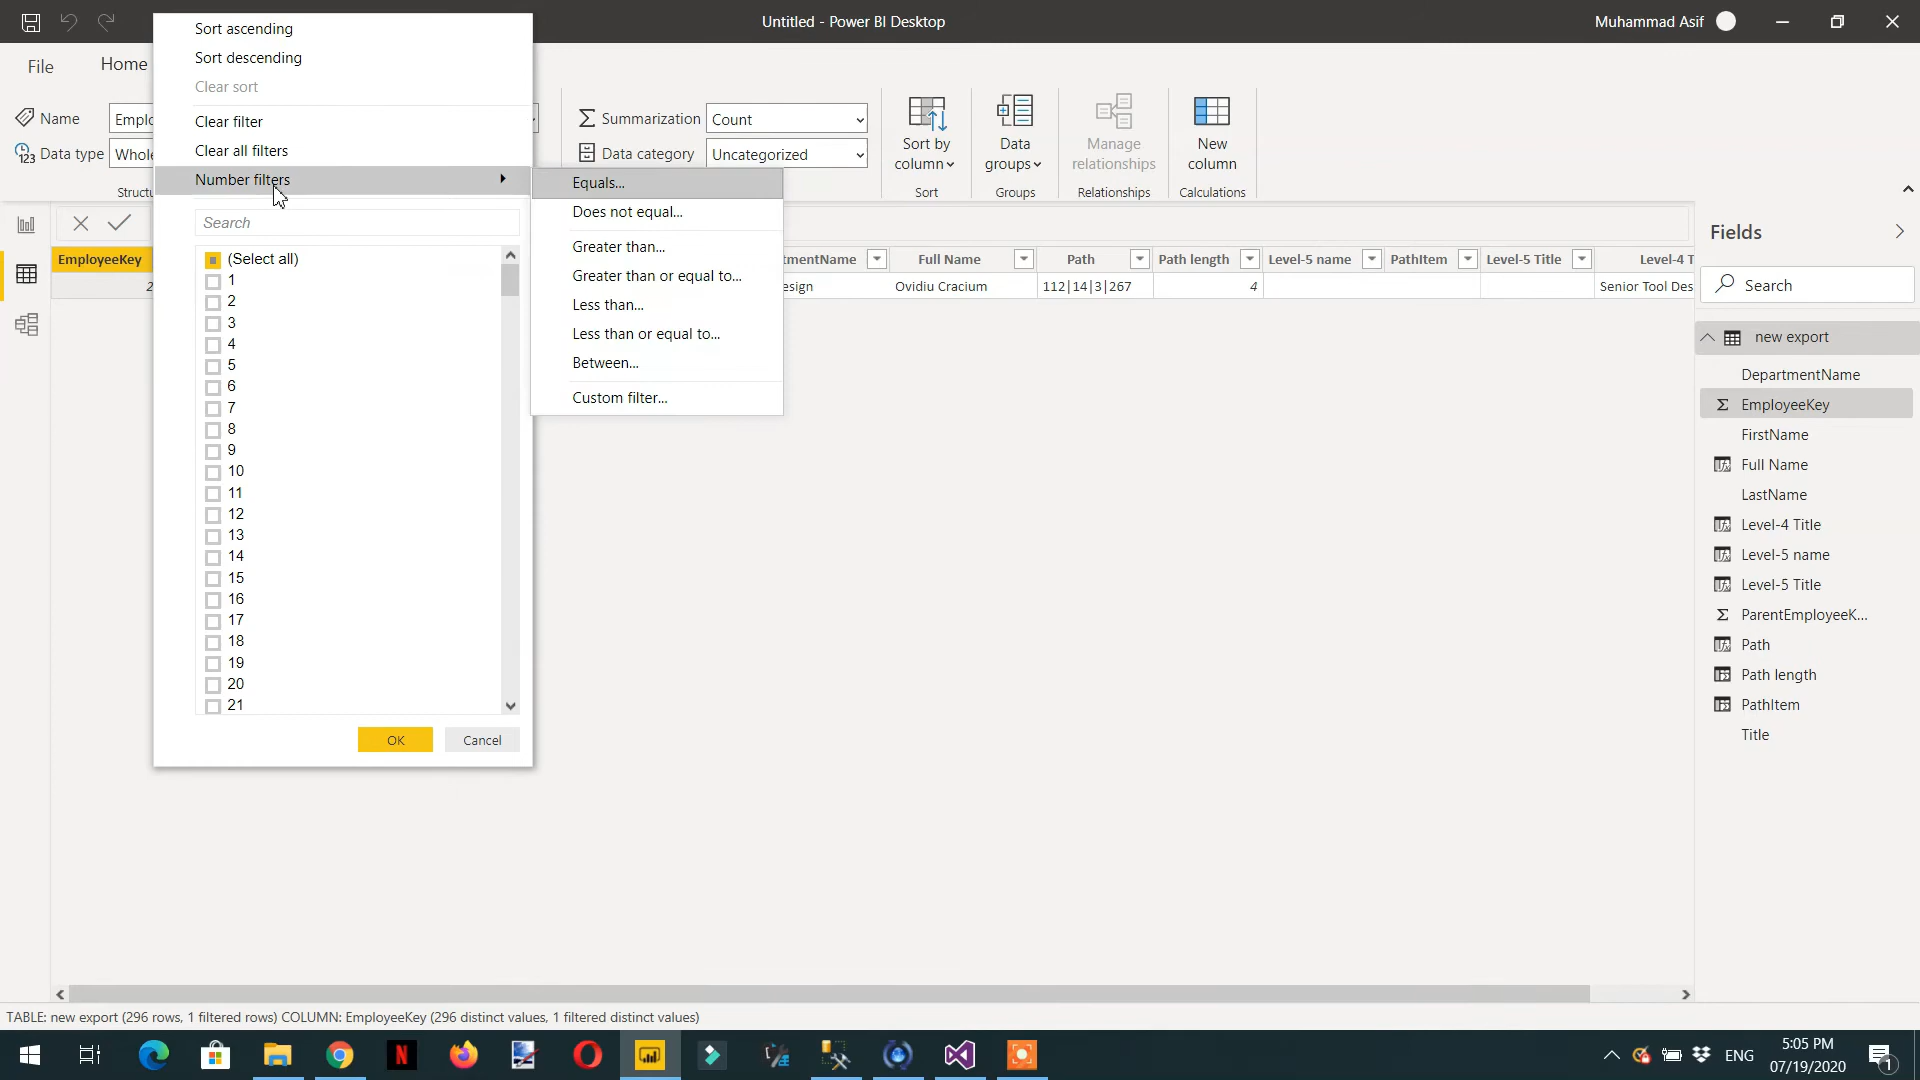 Untitled - Power BI Desktop
Muhammad Asif
File
Home
Name
Emplo
Data type
Whole
Structu
Summarization
Count
Data category
Uncategorized
Sort by column
Sort
Data groups
Groups
Manage relationships
Relationships
New column
Calculations
Sort ascending
Sort descending
Clear sort
Clear filter
Clear all filters
Number filters
Search
(Select all)
1
2
3
4
5
6
7
8
9
10
11
12
13
14
15
16
17
18
19
20
21
OK
Cancel
Equals...
Does not equal...
Greater than...
Greater than or equal to...
Less than...
Less than or equal to...
Between...
Custom filter...
EmployeeKey
tmentName
Full Name
Path
Path length
Level-5 name
PathItem
Level-5 Title
Level-4 T
2
esign
Ovidiu Cracium
112|14|3|267
4
Senior Tool Des
Fields
Search
new export
DepartmentName
EmployeeKey
FirstName
Full Name
LastName
Level-4 Title
Level-5 name
Level-5 Title
ParentEmployeeK...
Path
Path length
PathItem
Title
TABLE: new export (296 rows, 1 filtered rows) COLUMN: EmployeeKey (296 distinct values, 1 filtered distinct values)
ENG
5:05 PM
07/19/2020
1